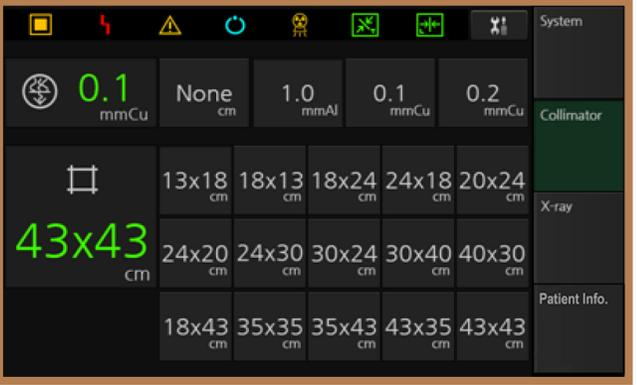 System
0.1
mmCu
None
cm
1.0
mmAl
0.1
mmCu
0.2
mmCu
Collimator
43x43
cm
13x18 cm
18x13 cm
18x24 cm
24x18 cm
20x24 cm
X-ray
24x20 cm
24x30 cm
30x24 cm
30x40 cm
40x30 cm
Patient Info.
18x43 cm
35x35 cm
35x43 cm
43x35 cm
43x43 cm